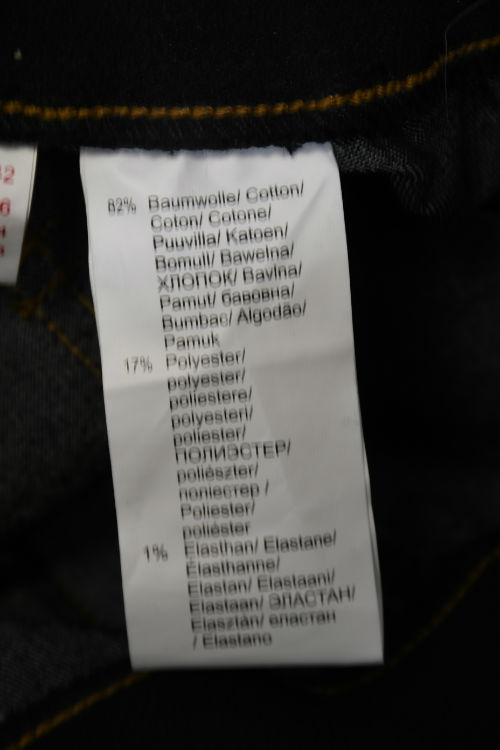 82% Baumwolle/ Cotton/
Coton/ Cotone/
Puuvilla/ Katoen/
Bomull/ Bawełna/
ХЛОПОК/ Bavlna/
Pamut/ бавовна/
Bumbac/ Algodão/
Pamuk
17% Polyester/
polyester/
poliestere/
polyesteri/
poliester/
ПОЛИЭСТЕР/
poliészter/
поліестер /
Poliester/
poliéster
1% Elasthan/ Elastane/
Élasthanne/
Elastan/ Elastaani/
Elastaan/ ЭЛАСТАН/
Elasztán/ еластан
/ Elastano